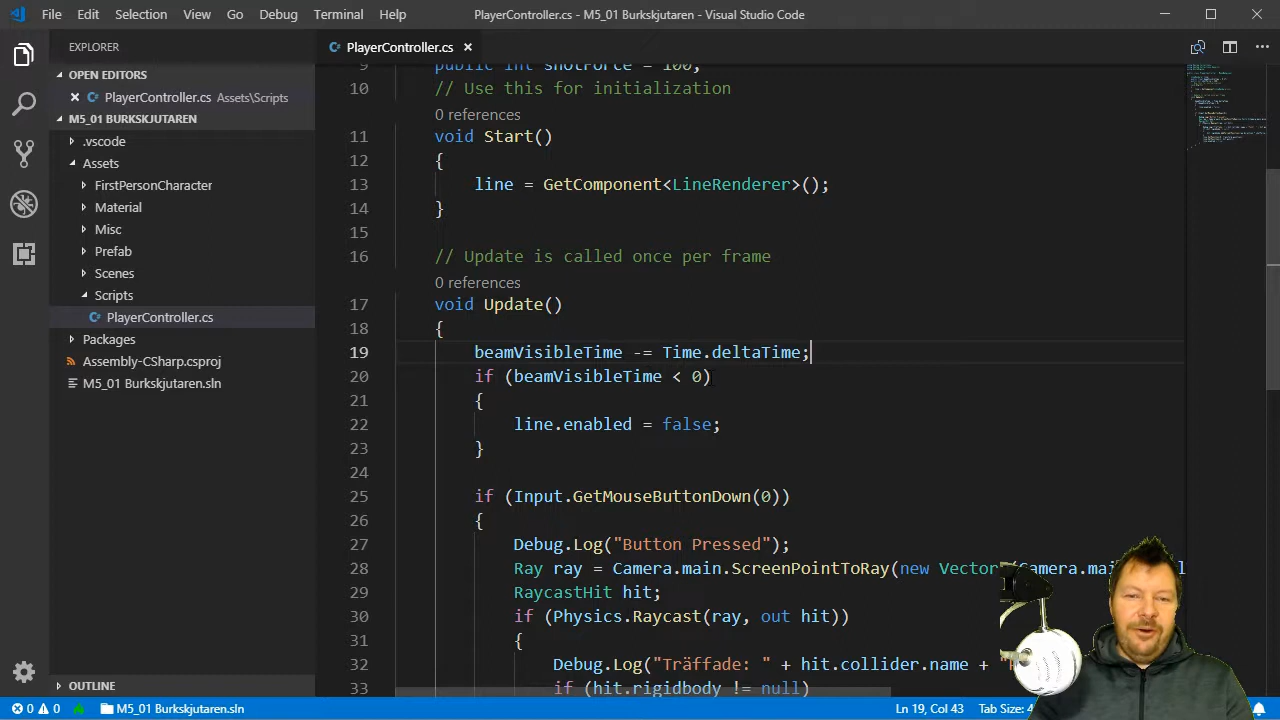 File Edit Selection View Go Debug Terminal Help PlayerController.cs - M5_01 Burkskjutaren - Visual Studio Code
EXPLORER
PlayerController.cs
OPEN EDITORS
PlayerController.cs Assets\Scripts
M5_01 BURKSKJUTAREN
.vscode
Assets
FirstPersonCharacter
Material
Misc
Prefab
Scenes
Scripts
PlayerController.cs
Packages
Assembly-CSharp.csproj
M5_01 Burkskjutaren.sln
OUTLINE
9 public int shotForce = 100;
10 // Use this for initialization
0 references
11 void Start()
12 {
13 line = GetComponent<LineRenderer>();
14 }
15
16 // Update is called once per frame
0 references
17 void Update()
18 {
19 beamVisibleTime -= Time.deltaTime;
20 if (beamVisibleTime < 0)
21 {
22 line.enabled = false;
23 }
24
25 if (Input.GetMouseButtonDown(0))
26 {
27 Debug.Log("Button Pressed");
28 Ray ray = Camera.main.ScreenPointToRay(new Vector
29 RaycastHit hit;
30 if (Physics.Raycast(ray, out hit))
31 {
32 Debug.Log("Träffade: " + hit.collider.name +
33 if (hit.rigidbody != null)
0 0 M5_01 Burkskjutaren.sln Ln 19, Col 43 Tab Size: